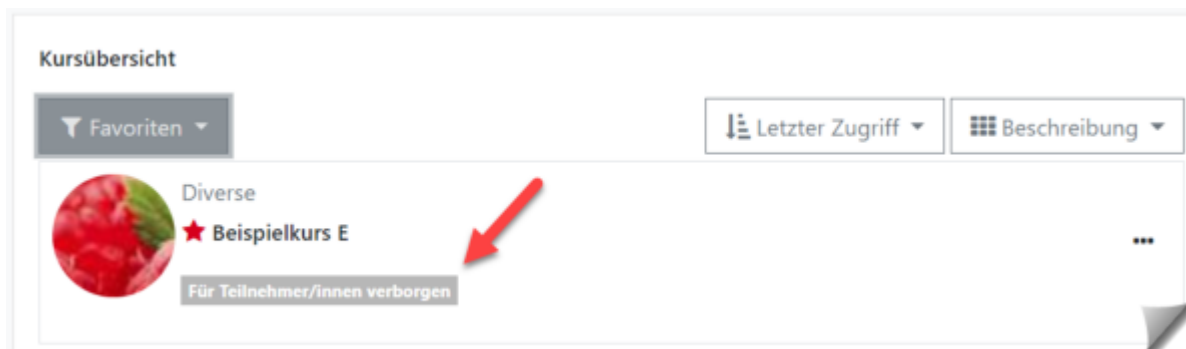 Kursübersicht
Favoriten
Letzter Zugriff
Beschreibung
Diverse
Beispielkurs E
Für Teilnehmer/innen verborgen